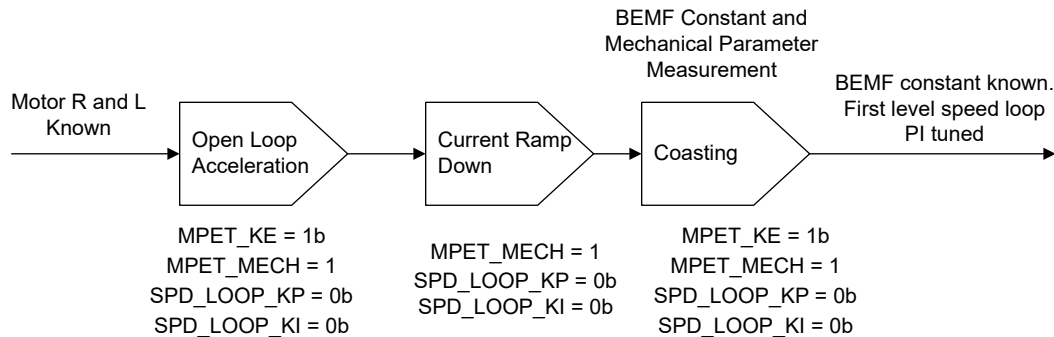 BEMF Constant and
Mechanical Parameter
Measurement
Motor R and L
Known
Open Loop
Acceleration
Current Ramp
Down
Coasting
BEMF constant known.
First level speed loop
PI tuned
MPET_KE = 1b
MPET_MECH = 1
SPD_LOOP_KP = 0b
SPD_LOOP_KI = 0b
MPET_MECH = 1
SPD_LOOP_KP = 0b
SPD_LOOP_KI = 0b
MPET_KE = 1b
MPET_MECH = 1
SPD_LOOP_KP = 0b
SPD_LOOP_KI = 0b